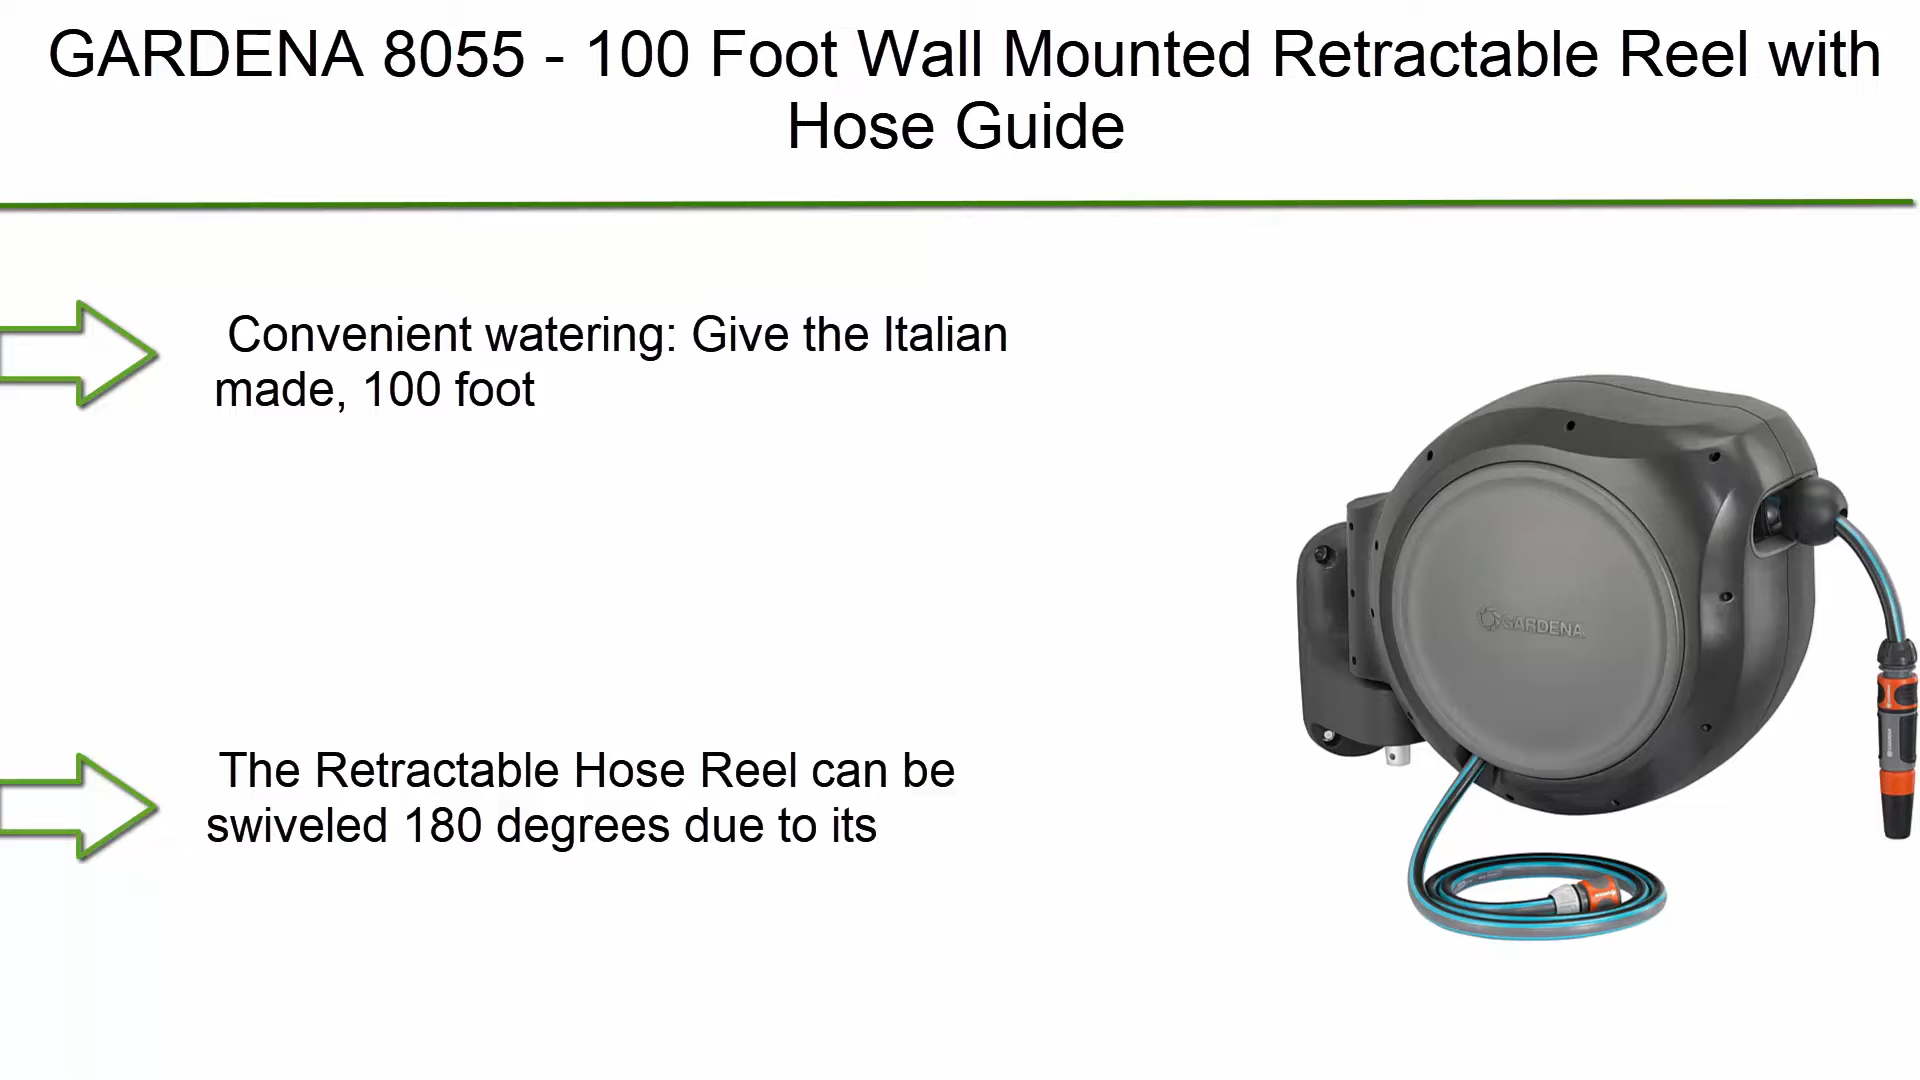 GARDENA 8055 - 100 Foot Wall Mounted Retractable Reel with
Hose Guide
Convenient watering: Give the Italian
made, 100 foot
The Retractable Hose Reel can be
swiveled 180 degrees due to its
GARDENA